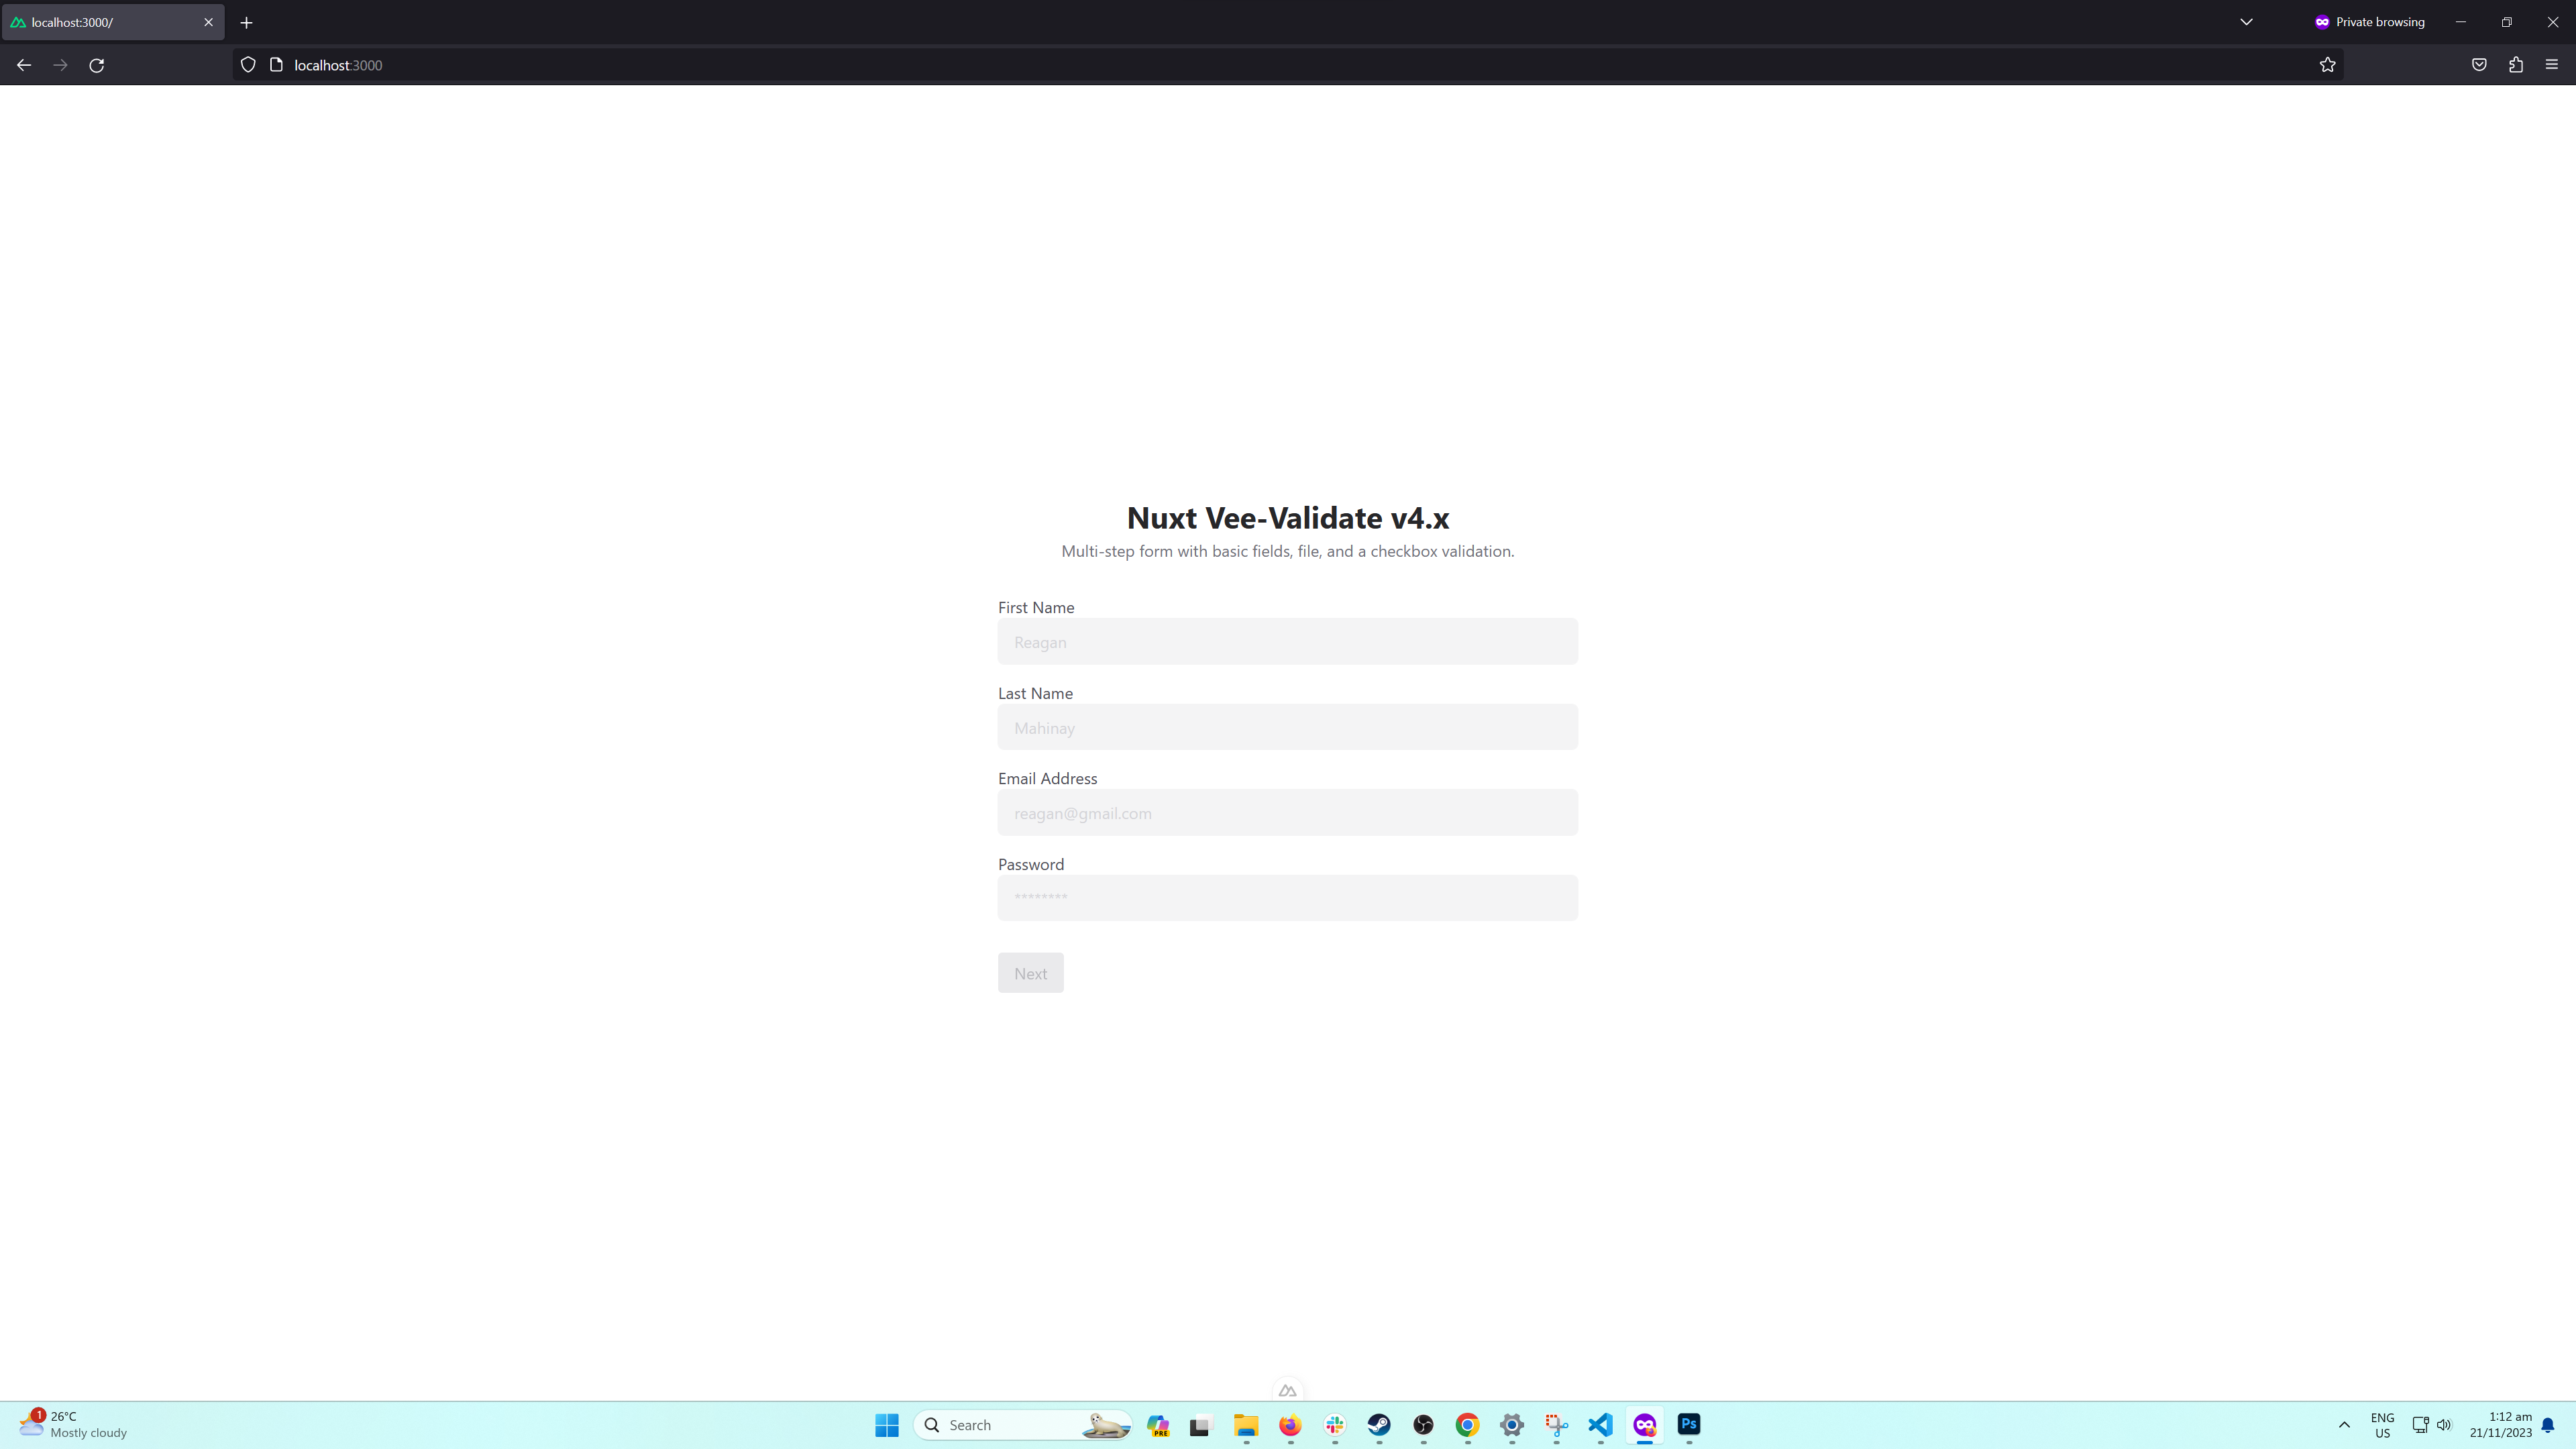 localhost:3000/
Private browsing
localhost:3000
Nuxt Vee-Validate v4.x
Multi-step form with basic fields, file, and a checkbox validation.
First Name
Reagan
Last Name
Mahinay
Email Address
reagan@gmail.com
Password
********
Next
1
26°C
Mostly cloudy
Search
PRE
Ps
ENG
US
1:12 am
21/11/2023